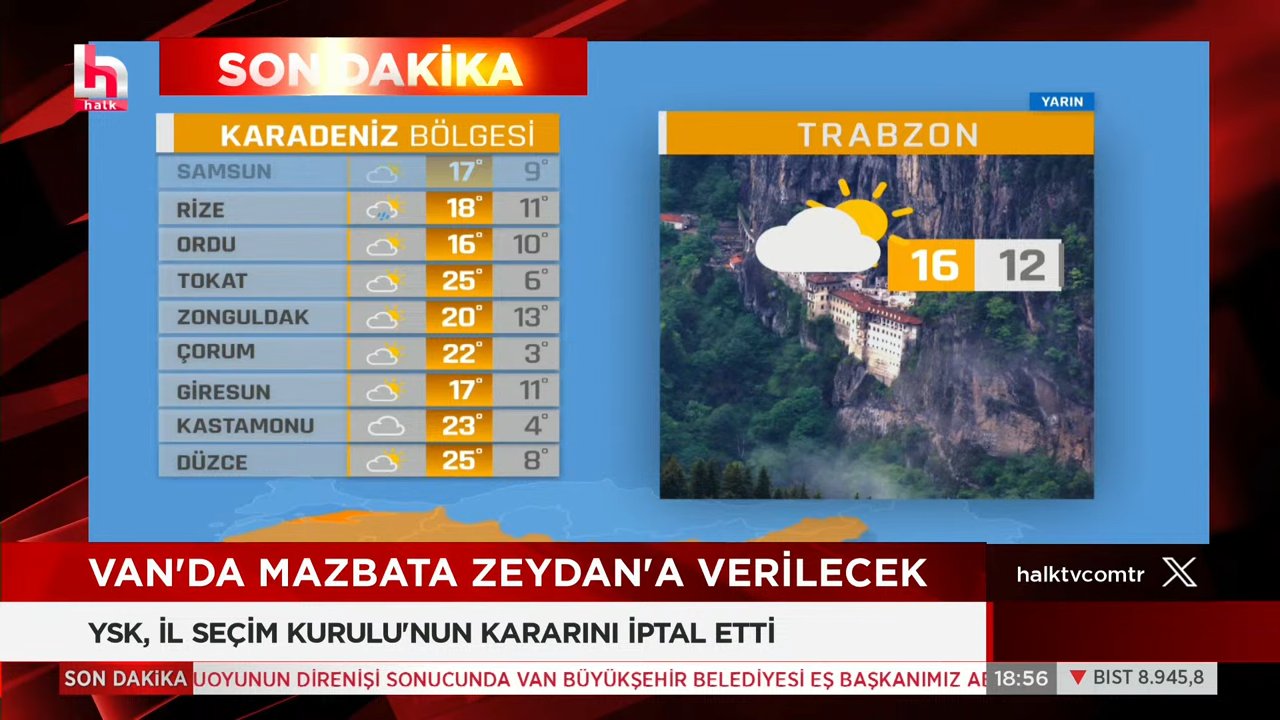 SON DAKİKA
halk
YARIN
KARADENİZ BÖLGESİ
SAMSUN 17° 9°
RİZE 18° 11°
ORDU 16° 10°
TOKAT 25° 6°
ZONGULDAK 20° 13°
ÇORUM 22° 3°
GİRESUN 17° 11°
KASTAMONU 23° 4°
DÜZCE 25° 8°
TRABZON
16 12
VAN'DA MAZBATA ZEYDAN'A VERİLECEK
halktvcomtr X
YSK, İL SEÇİM KURULU'NUN KARARINI İPTAL ETTİ
SON DAKİKA UOYUNUN DİRENİŞİ SONUCUNDA VAN BÜYÜKŞEHİR BELEDİYESİ EŞ BAŞKANIMIZ 18:56 BIST 8.945,8